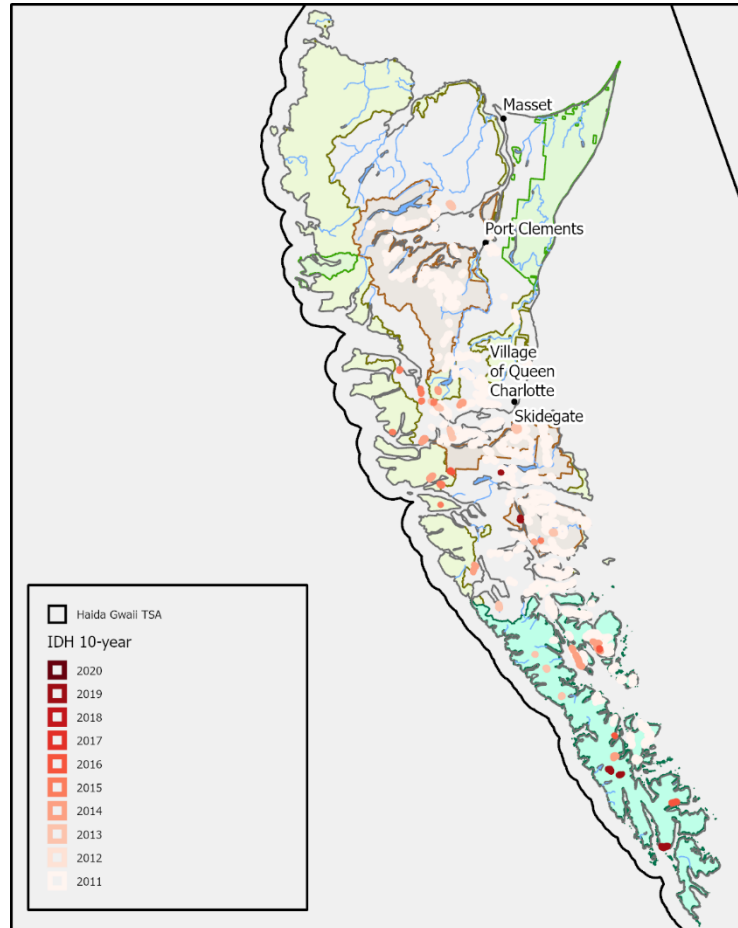 Masset
Port Clements
Village
of Queen
Charlotte
Skidegate
Haida Gwaii TSA
IDH 10-year
2020
2019
2018
2017
2016
2015
2014
2013
2012
2011